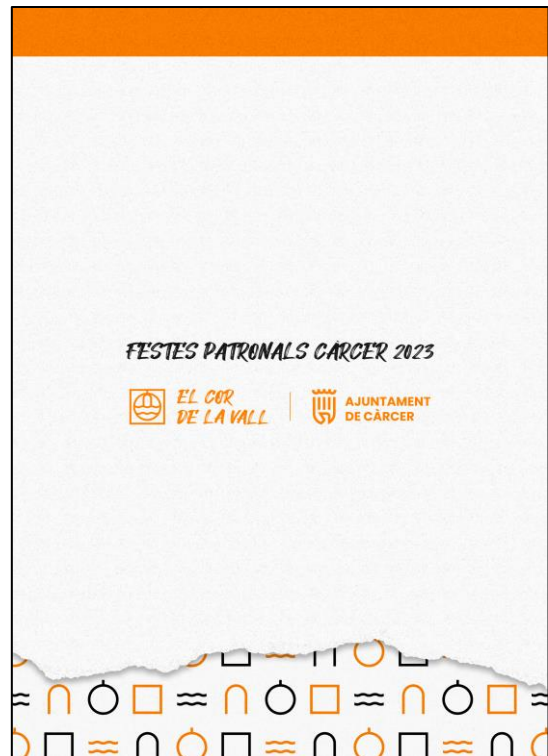 FESTES PATRONALS CÀRCER 2023
EL COR
DE LA VALL
AJUNTAMENT
DE CÀRCER